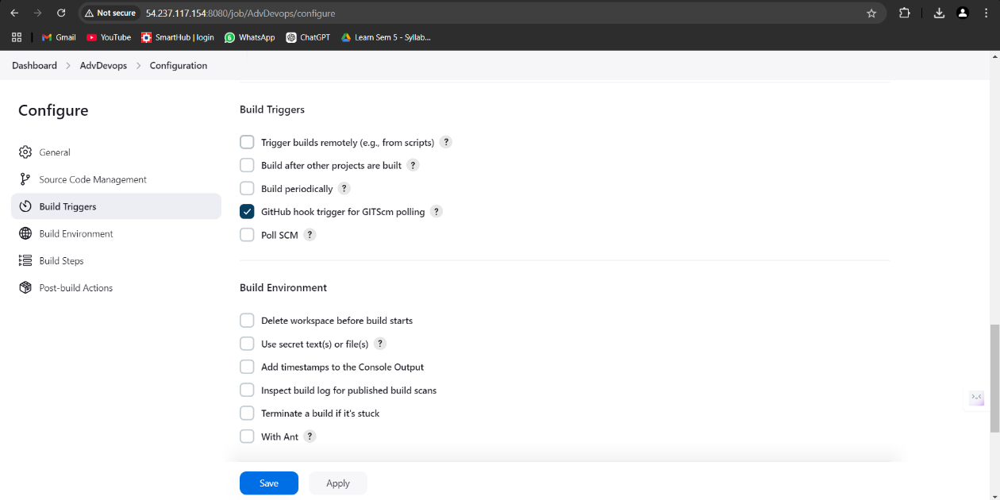 Not secure 54.237.117.154:8080/job/AdvDevops/configure
Gmail YouTube SmartHub | login WhatsApp ChatGPT Learn Sem 5 - Syllab...
Dashboard > AdvDevops > Configuration
Configure
General
Source Code Management
Build Triggers
Build Environment
Build Steps
Post-build Actions
Build Triggers
Trigger builds remotely (e.g., from scripts) ?
Build after other projects are built ?
Build periodically ?
GitHub hook trigger for GITScm polling ?
Poll SCM ?
Build Environment
Delete workspace before build starts
Use secret text(s) or file(s) ?
Add timestamps to the Console Output
Inspect build log for published build scans
Terminate a build if it's stuck
With Ant ?
Save Apply